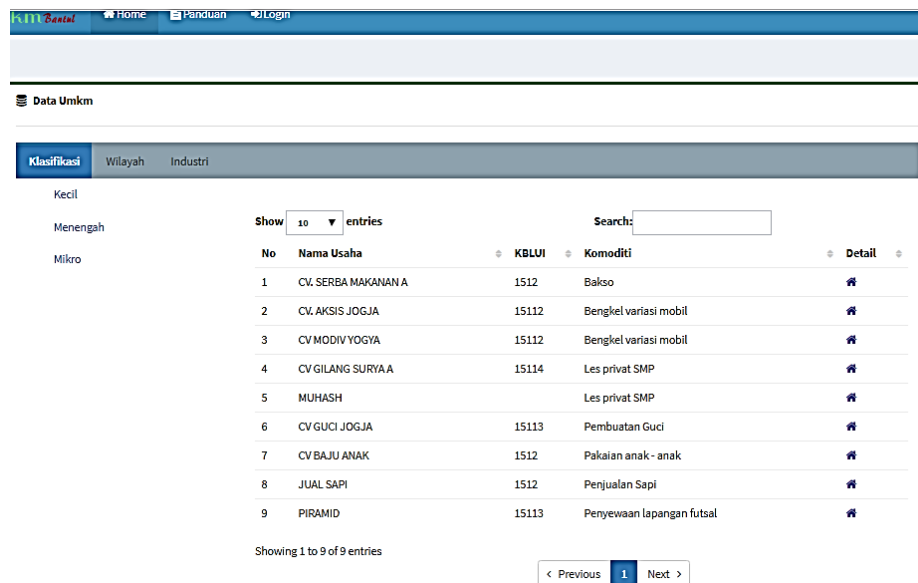 km Bantul Home Panduan Login
Data Umkm
Klasifikasi Wilayah Industri
Kecil
Menengah
Mikro
Show 10 entries Search:
No Nama Usaha KBLUI Komoditi Detail
1 CV. SERBA MAKANAN A 1512 Bakso
2 CV. AKSIS JOGJA 15112 Bengkel variasi mobil
3 CV MODIV YOGYA 15112 Bengkel variasi mobil
4 CV GILANG SURYA A 15114 Les privat SMP
5 MUHASH Les privat SMP
6 CV GUCI JOGJA 15113 Pembuatan Guci
7 CV BAJU ANAK 1512 Pakaian anak - anak
8 JUAL SAPI 1512 Penjualan Sapi
9 PIRAMID 15113 Penyewaan lapangan futsal
Showing 1 to 9 of 9 entries
< Previous 1 Next >